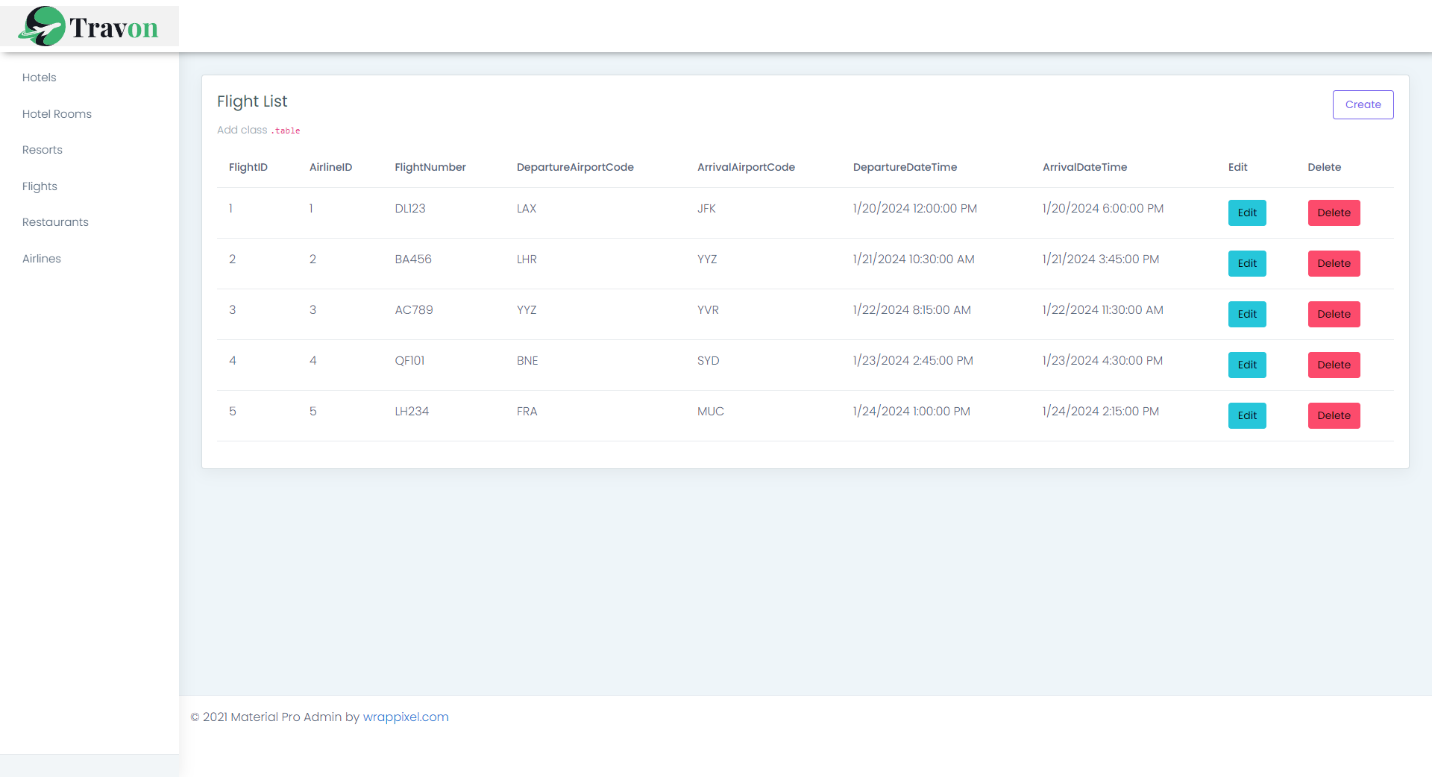 Travon
Hotels
Hotel Rooms
Resorts
Flights
Restaurants
Airlines
Flight List
Create
Add class .table
FlightID AirlineID FlightNumber DepartureAirportCode ArrivalAirportCode DepartureDateTime ArrivalDateTime Edit Delete
1 1 DL123 LAX JFK 1/20/2024 12:00:00 PM 1/20/2024 6:00:00 PM Edit Delete
2 2 BA456 LHR YYZ 1/21/2024 10:30:00 AM 1/21/2024 3:45:00 PM Edit Delete
3 3 AC789 YYZ YVR 1/22/2024 8:15:00 AM 1/22/2024 11:30:00 AM Edit Delete
4 4 QF101 BNE SYD 1/23/2024 2:45:00 PM 1/23/2024 4:30:00 PM Edit Delete
5 5 LH234 FRA MUC 1/24/2024 1:00:00 PM 1/24/2024 2:15:00 PM Edit Delete
© 2021 Material Pro Admin by wrappixel.com